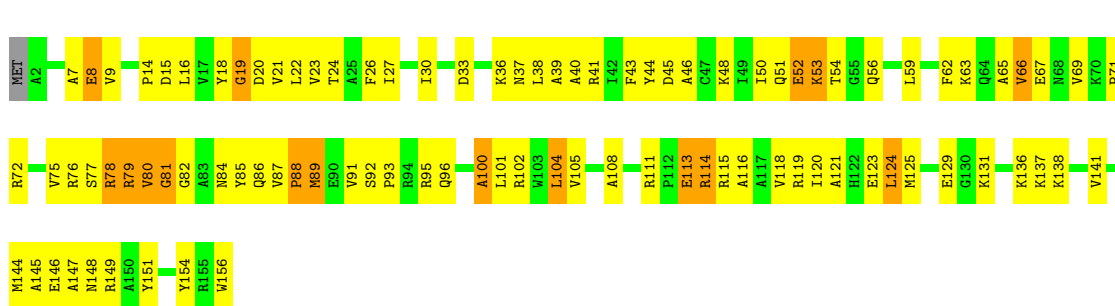 MET A2 A7 E8 V9 P14 D15 L16 V17 Y18 G19 D20 V21 L22 V23 T24 A25 F26 I27 I30 D33 K36 N37 L38 A39 A40 R41 I42 F43 Y44 D45 A46 C47 K48 I49 I50 Q51 E52 K53 T54 G55 Q56 L59 F62 K63 Q64 A65 V66 E67 N68 V69 K70
R72 V75 R76 S77 R78 R79 V80 G81 G82 A83 N84 Y85 Q86 V87 P88 M89 E90 V91 S92 P93 R94 R95 Q96 A100 L101 R102 W103 L104 V105 A108 R111 P112 E113 R114 R115 A116 A117 V118 R119 I120 A121 H122 E123 L124 M125 E129 G130 K131 K136 K137 K138 V141
M144 A145 E146 A147 N148 R149 A150 Y151 Y154 R155 W156